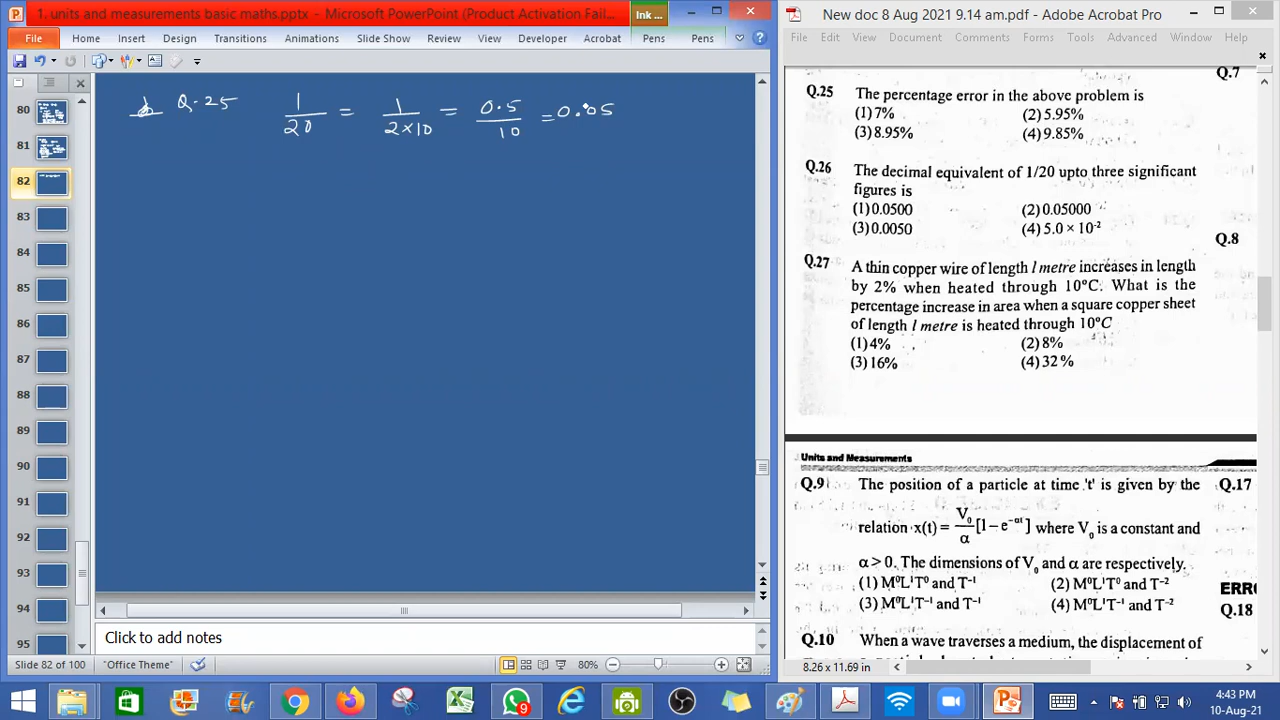 1. units and measurements basic maths.pptx - Microsoft PowerPoint (Product Activation Fail...
Ink ...
File Home Insert Design Transitions Animations Slide Show Review View Developer Acrobat Pens Pens
80
81
82
83
84
85
86
87
88
89
90
91
92
93
94
95
Q. 25 1/20 = 1/2×10 = 0.5/10 = 0.05
Click to add notes
Slide 82 of 100 "Office Theme" 80%
New doc 8 Aug 2021 9.14 am.pdf - Adobe Acrobat Pro
File Edit View Document Comments Forms Tools Advanced Window Help
Q.7
Q.25 The percentage error in the above problem is
(1) 7% (2) 5.95%
(3) 8.95% (4) 9.85%
Q.26 The decimal equivalent of 1/20 upto three significant
figures is
(1) 0.0500 (2) 0.05000
(3) 0.0050 (4) 5.0 × 10⁻²
Q.8
Q.27 A thin copper wire of length l metre increases in length
by 2% when heated through 10°C. What is the
percentage increase in area when a square copper sheet
of length l metre is heated through 10°C
(1) 4% (2) 8%
(3) 16% (4) 32%
Units and Measurements
Q.9 The position of a particle at time 't' is given by the
Q.17
relation x(t) = V₀/α [1 – e^–αt] where V₀ is a constant and
α > 0. The dimensions of V₀ and α are respectively.
(1) M⁰L¹T⁰ and T⁻¹ (2) M⁰L¹T⁰ and T⁻²
(3) M⁰L¹T⁻¹ and T⁻¹ (4) M⁰L¹T⁻¹ and T⁻²
ERR
Q.18
Q.10 When a wave traverses a medium, the displacement of
8.26 x 11.69 in
9
4:43 PM
10-Aug-21